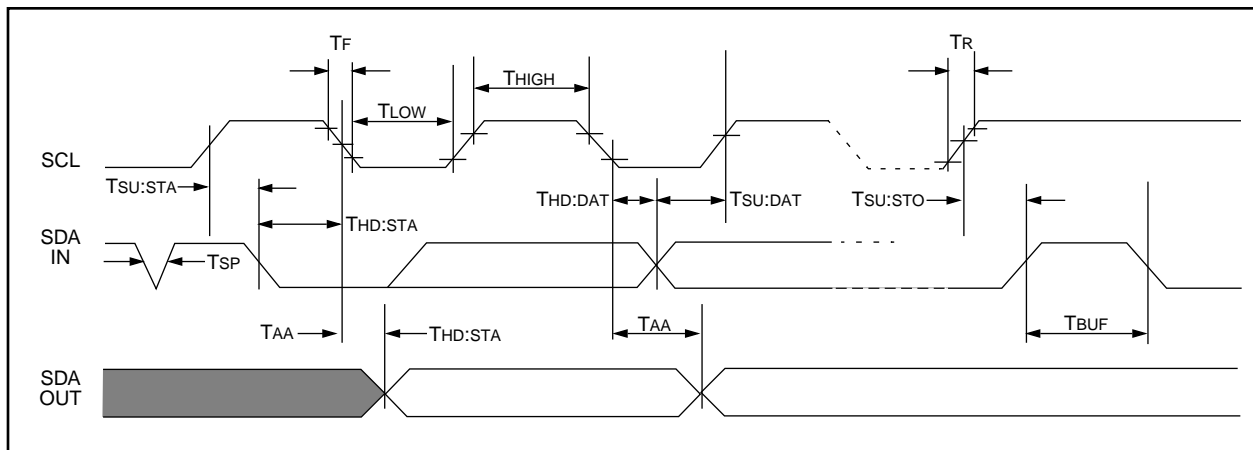 TF
TR
THIGH
TLOW
SCL
TSU:STA
THD:DAT
TSU:DAT
TSU:STO
THD:STA
SDA
IN
TSP
TAA
THD:STA
TAA
TBUF
SDA
OUT